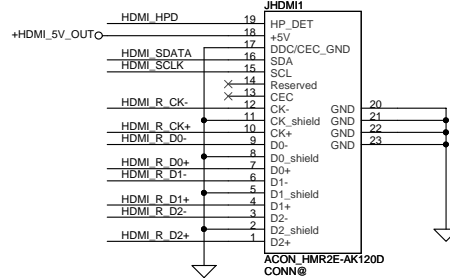 JHDMI1
HDMI_HPD 19 HP_DET
+HDMI_5V_OUT 18 +5V
17 DDC/CEC_GND
HDMI_SDATA 16 SDA
HDMI_SCLK 15 SCL
14 Reserved
13 CEC
HDMI_R_CK- 12 CK- GND 20
11 CK_shield GND 21
HDMI_R_CK+ 10 CK+ GND 22
HDMI_R_D0- 9 D0- GND 23
8 D0_shield
HDMI_R_D0+ 7 D0+
HDMI_R_D1- 6 D1-
5 D1_shield
HDMI_R_D1+ 4 D1+
HDMI_R_D2- 3 D2-
2 D2_shield
HDMI_R_D2+ 1 D2+
ACON_HMR2E-AK120D
CONN@